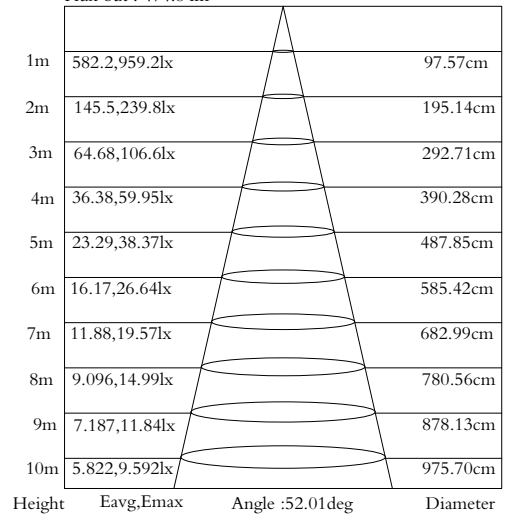 1m 582.2,959.2lx 97.57cm
2m 145.5,239.8lx 195.14cm
3m 64.68,106.6lx 292.71cm
4m 36.38,59.95lx 390.28cm
5m 23.29,38.37lx 487.85cm
6m 16.17,26.64lx 585.42cm
7m 11.88,19.57lx 682.99cm
8m 9.096,14.99lx 780.56cm
9m 7.187,11.84lx 878.13cm
10m 5.822,9.592lx 975.70cm
Height Eavg,Emax Angle :52.01deg Diameter